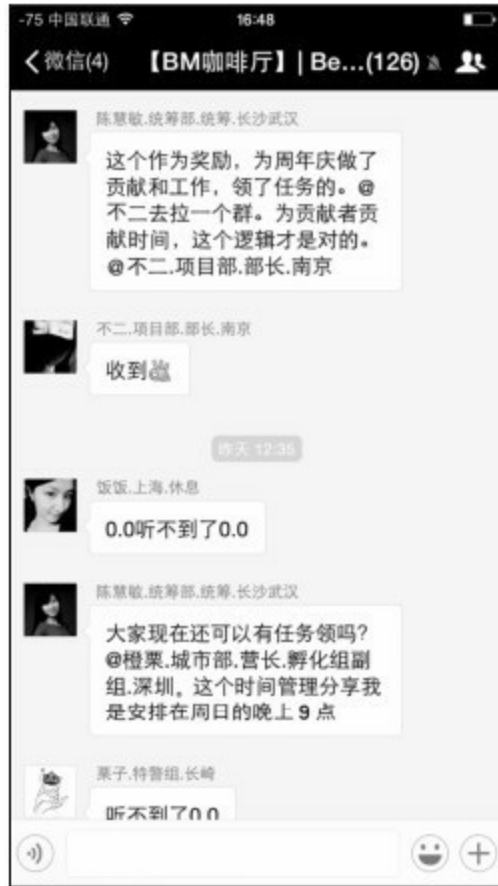 -75 中国联通 16:48
微信(4) 【BM咖啡厅】| Be...(126)
陈慧敏.统筹部.统筹.长沙武汉
这个作为奖励，为周年庆做了
贡献和工作，领了任务的。@
不二去拉一个群。为贡献者贡
献时间，这个逻辑才是对的。
@不二.项目部.部长.南京
不二.项目部.部长.南京
收到
昨天 12:35
饭饭.上海.休息
0.0听不到了0.0
陈慧敏.统筹部.统筹.长沙武汉
大家现在还可以有任务领吗？
@橙栗.城市部.营长.孵化组副
组.深圳，这个时间管理分享我
是安排在周日的晚上 9 点
栗子.特警组.长崎
听不到了0.0